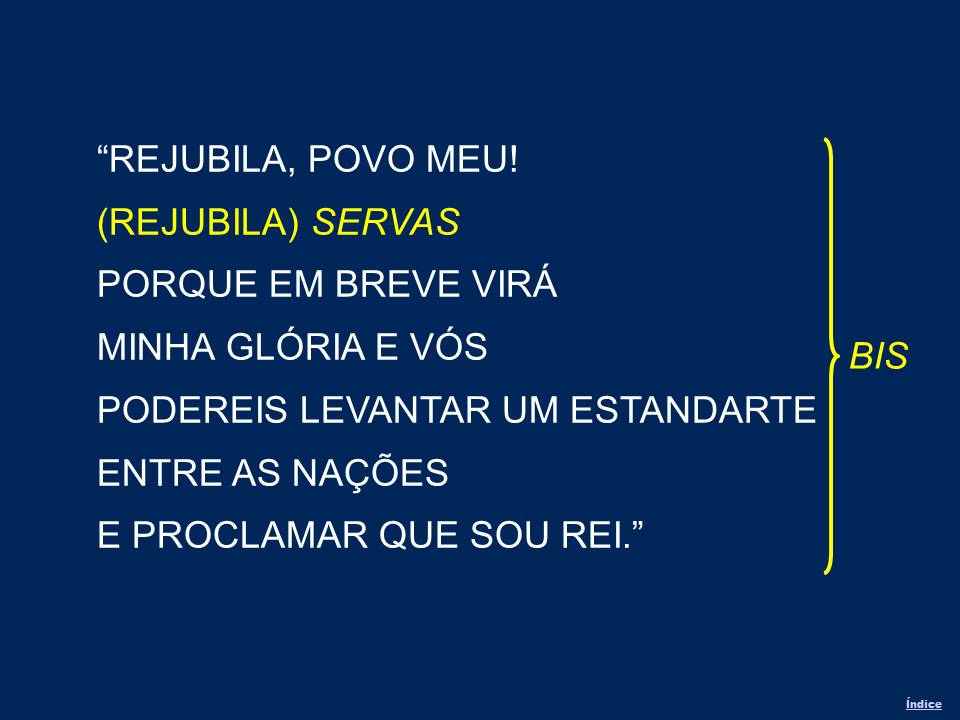 “REJUBILA, POVO MEU!
(REJUBILA) SERVAS
PORQUE EM BREVE VIRÁ
MINHA GLÓRIA E VÓS
PODEREIS LEVANTAR UM ESTANDARTE
ENTRE AS NAÇÕES
E PROCLAMAR QUE SOU REI.”
BIS
Índice